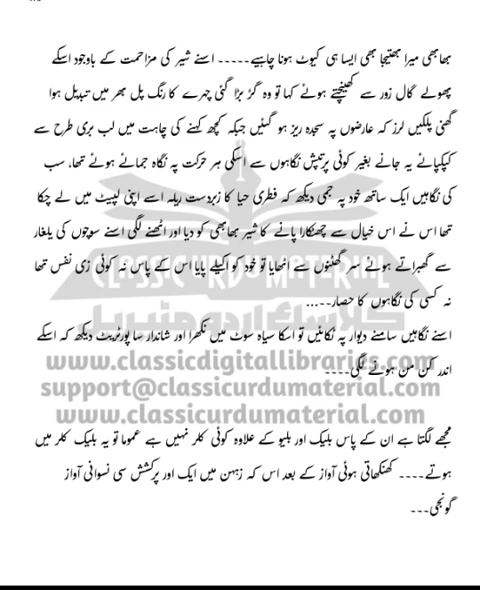 بھابھی میرا بھتیجا بھی ایسا ہی کیوٹ ہونا چاہیے۔۔۔۔۔ اسنے شیر کی مزاحمت کے باوجود اسکے
پھولے گال زور سے کھینچتے ہوئے کہا تو وہ گڑ بڑا گئی چہرے کا رنگ پل بھر میں تبدیل ہوا
گھنی پلکیں لرز کہ عارضوں پہ سجدہ ریز ہو گئیں جبکہ کچھ کہنے کی چاہت میں لب بری طرح سے
کپکپائے یہ جانے بغیر کوئی پرتپش نگاہوں سے اسکی ہر حرکت پہ نگاہ جمائے ہوئے تھا، سب
کی نگاہیں ایک ساتھ خود پہ جمی دیکھ کہ فطری حیا کا زبردست ریلہ اسے اپنی لپیٹ میں لے چکا
تھا اس نے اس خیال سے چھٹکارا پانے کا شیر بھابھی کو دیا اور اٹھنے لگی اسنے سوچوں کی یلغار
سے گھبراتے ہوئے سر گھٹنوں سے اٹھایا تو خود کو اکیلے پایا اس کے پاس نہ کوئی زی نفس تھا
نہ کسی کی نگاہوں کا حصار۔۔۔۔۔
CLASSIC URDU MATERIAL
کلاسک اردو مٹیریل
اسنے نگاہیں سامنے دیوار پہ ٹکائیں تو اسکا سیاہ سوٹ میں نکھرا اور شاندار سا پورٹریٹ دیکھ کہ اسکے
اندر کن من ہونے لگی۔۔۔۔
www.classicdigitallibraries.com
support@classicurdumaterial.com
www.classicurdumaterial.com
مجھے لگتا ہے ان کے پاس بلیک اور بلیو کے علاوہ کوئی کلر نہیں ہے عموما تو یہ بلیک کلر میں
ہوتے۔۔۔۔ کھنکھاتی ہوئی آواز کے بعد اس کہ زہن میں ایک اور پرکشش سی نسوانی آواز
گونجی۔۔۔